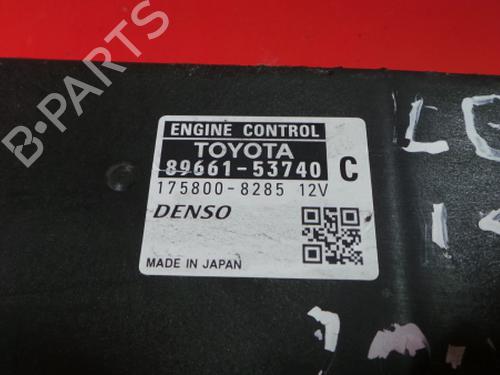 B-PARTS
ENGINE CONTROL
TOYOTA
89661-53740 C
175800-8285 12V
DENSO
MADE IN JAPAN